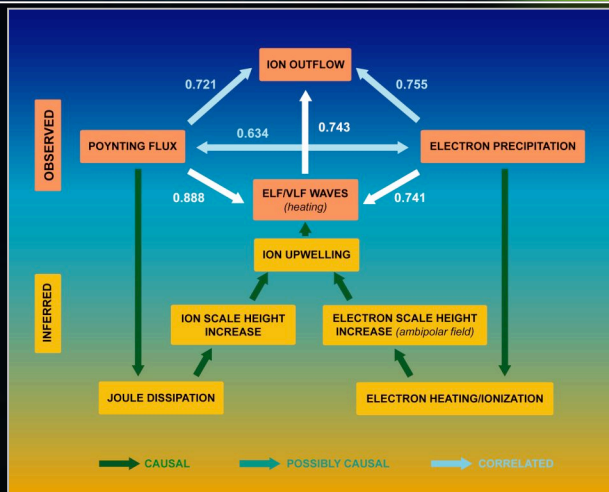 ION OUTFLOW
0.721
0.755
OBSERVED
0.634
0.743
POYNTING FLUX
ELECTRON PRECIPITATION
ELF/VLF WAVES
(heating)
0.888
0.741
ION UPWELLING
INFERRED
ION SCALE HEIGHT
INCREASE
ELECTRON SCALE HEIGHT
INCREASE (ambipolar field)
JOULE DISSIPATION
ELECTRON HEATING/IONIZATION
CAUSAL
POSSIBLY CAUSAL
CORRELATED